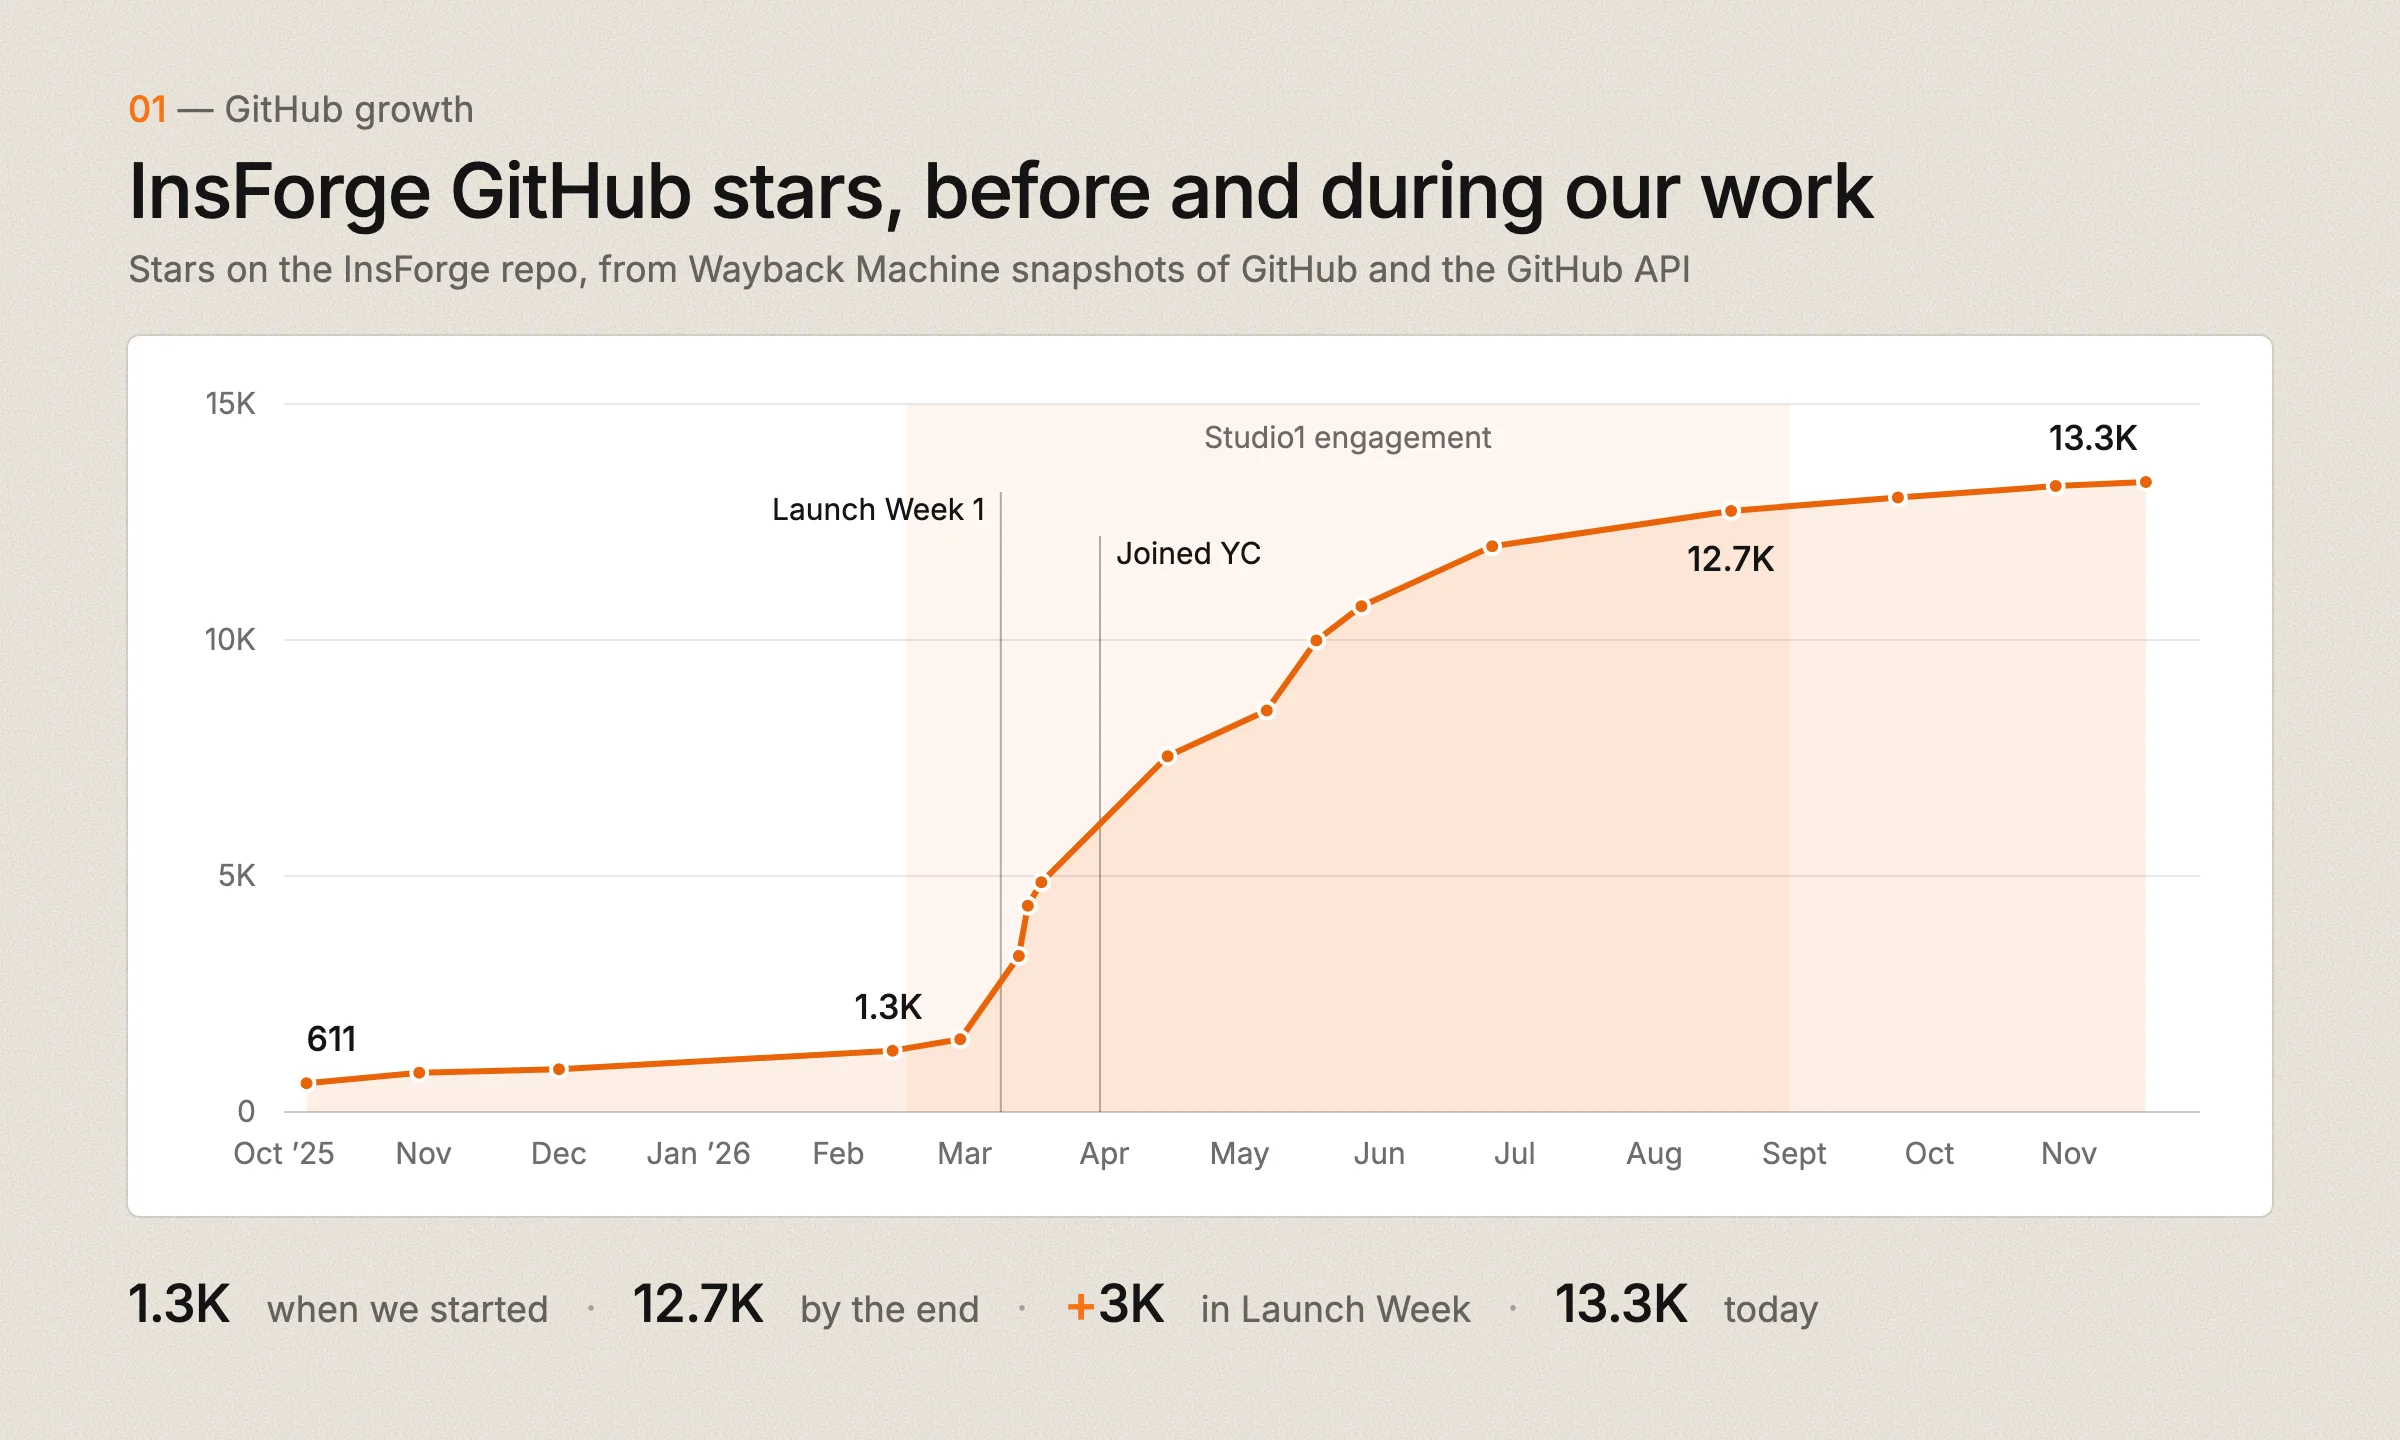 01 — GitHub growth
InsForge GitHub stars, before and during our work
Stars on the InsForge repo, from Wayback Machine snapshots of GitHub and the GitHub API
15K
Studio1 engagement
13.3K
Launch Week 1
Joined YC
12.7K
10K
5K
1.3K
611
0
Oct ’25 Nov Dec Jan ’26 Feb Mar Apr May Jun Jul Aug Sept Oct Nov
1.3K when we started · 12.7K by the end · +3K in Launch Week · 13.3K today